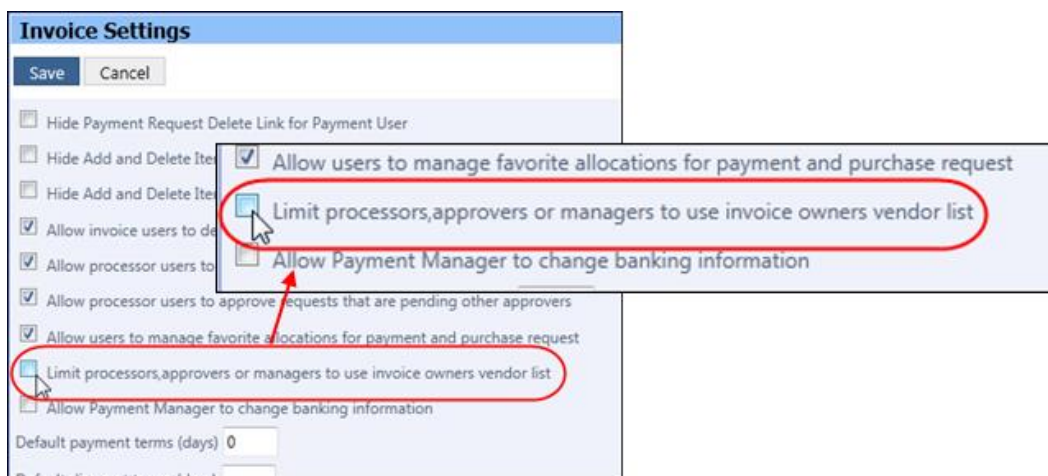 Invoice Settings
Save Cancel
Hide Payment Request Delete Link for Payment User
Hide Add and Delete
Hide Add and Delete
Allow invoice users to
Allow processor users to
Allow processor users to approve requests that are pending other approvers
Allow users to manage favorite allocations for payment and purchase request
Limit processors,approvers or managers to use invoice owners vendor list
Allow Payment Manager to change banking information
Default payment terms (days) 0
Allow users to manage favorite allocations for payment and purchase request
Limit processors,approvers or managers to use invoice owners vendor list
Allow Payment Manager to change banking information